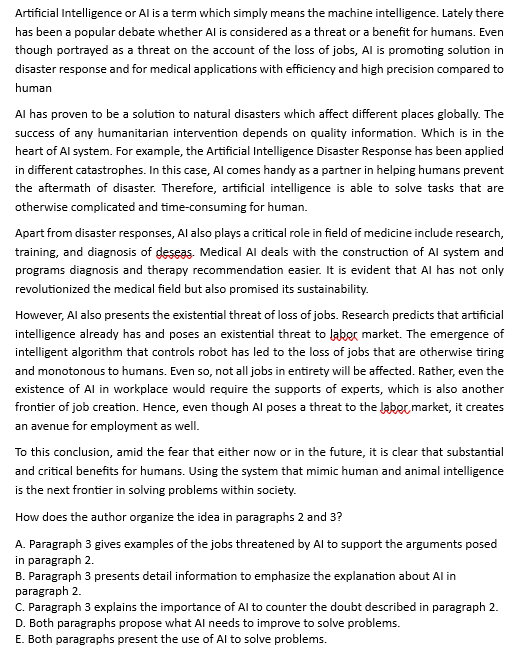 Artificial Intelligence or AI is a term which simply means the machine intelligence. Lately there
has been a popular debate whether AI is considered as a threat or a benefit for humans. Even
though portrayed as a threat on the account of the loss of jobs, AI is promoting solution in
disaster response and for medical applications with efficiency and high precision compared to
human
AI has proven to be a solution to natural disasters which affect different places globally. The
success of any humanitarian intervention depends on quality information. Which is in the
heart of AI system. For example, the Artificial Intelligence Disaster Response has been applied
in different catastrophes. In this case, AI comes handy as a partner in helping humans prevent
the aftermath of disaster. Therefore, artificial intelligence is able to solve tasks that are
otherwise complicated and time-consuming for human.
Apart from disaster responses, AI also plays a critical role in field of medicine include research,
training, and diagnosis of deseas. Medical AI deals with the construction of AI system and
programs diagnosis and therapy recommendation easier. It is evident that AI has not only
revolutionized the medical field but also promised its sustainability.
However, AI also presents the existential threat of loss of jobs. Research predicts that artificial
intelligence already has and poses an existential threat to labor market. The emergence of
intelligent algorithm that controls robot has led to the loss of jobs that are otherwise tiring
and monotonous to humans. Even so, not all jobs in entirety will be affected. Rather, even the
existence of AI in workplace would require the supports of experts, which is also another
frontier of job creation. Hence, even though AI poses a threat to the labor market, it creates
an avenue for employment as well.
To this conclusion, amid the fear that either now or in the future, it is clear that substantial
and critical benefits for humans. Using the system that mimic human and animal intelligence
is the next frontier in solving problems within society.
How does the author organize the idea in paragraphs 2 and 3?
A. Paragraph 3 gives examples of the jobs threatened by AI to support the arguments posed
in paragraph 2.
B. Paragraph 3 presents detail information to emphasize the explanation about AI in
paragraph 2.
C. Paragraph 3 explains the importance of AI to counter the doubt described in paragraph 2.
D. Both paragraphs propose what AI needs to improve to solve problems.
E. Both paragraphs present the use of AI to solve problems.